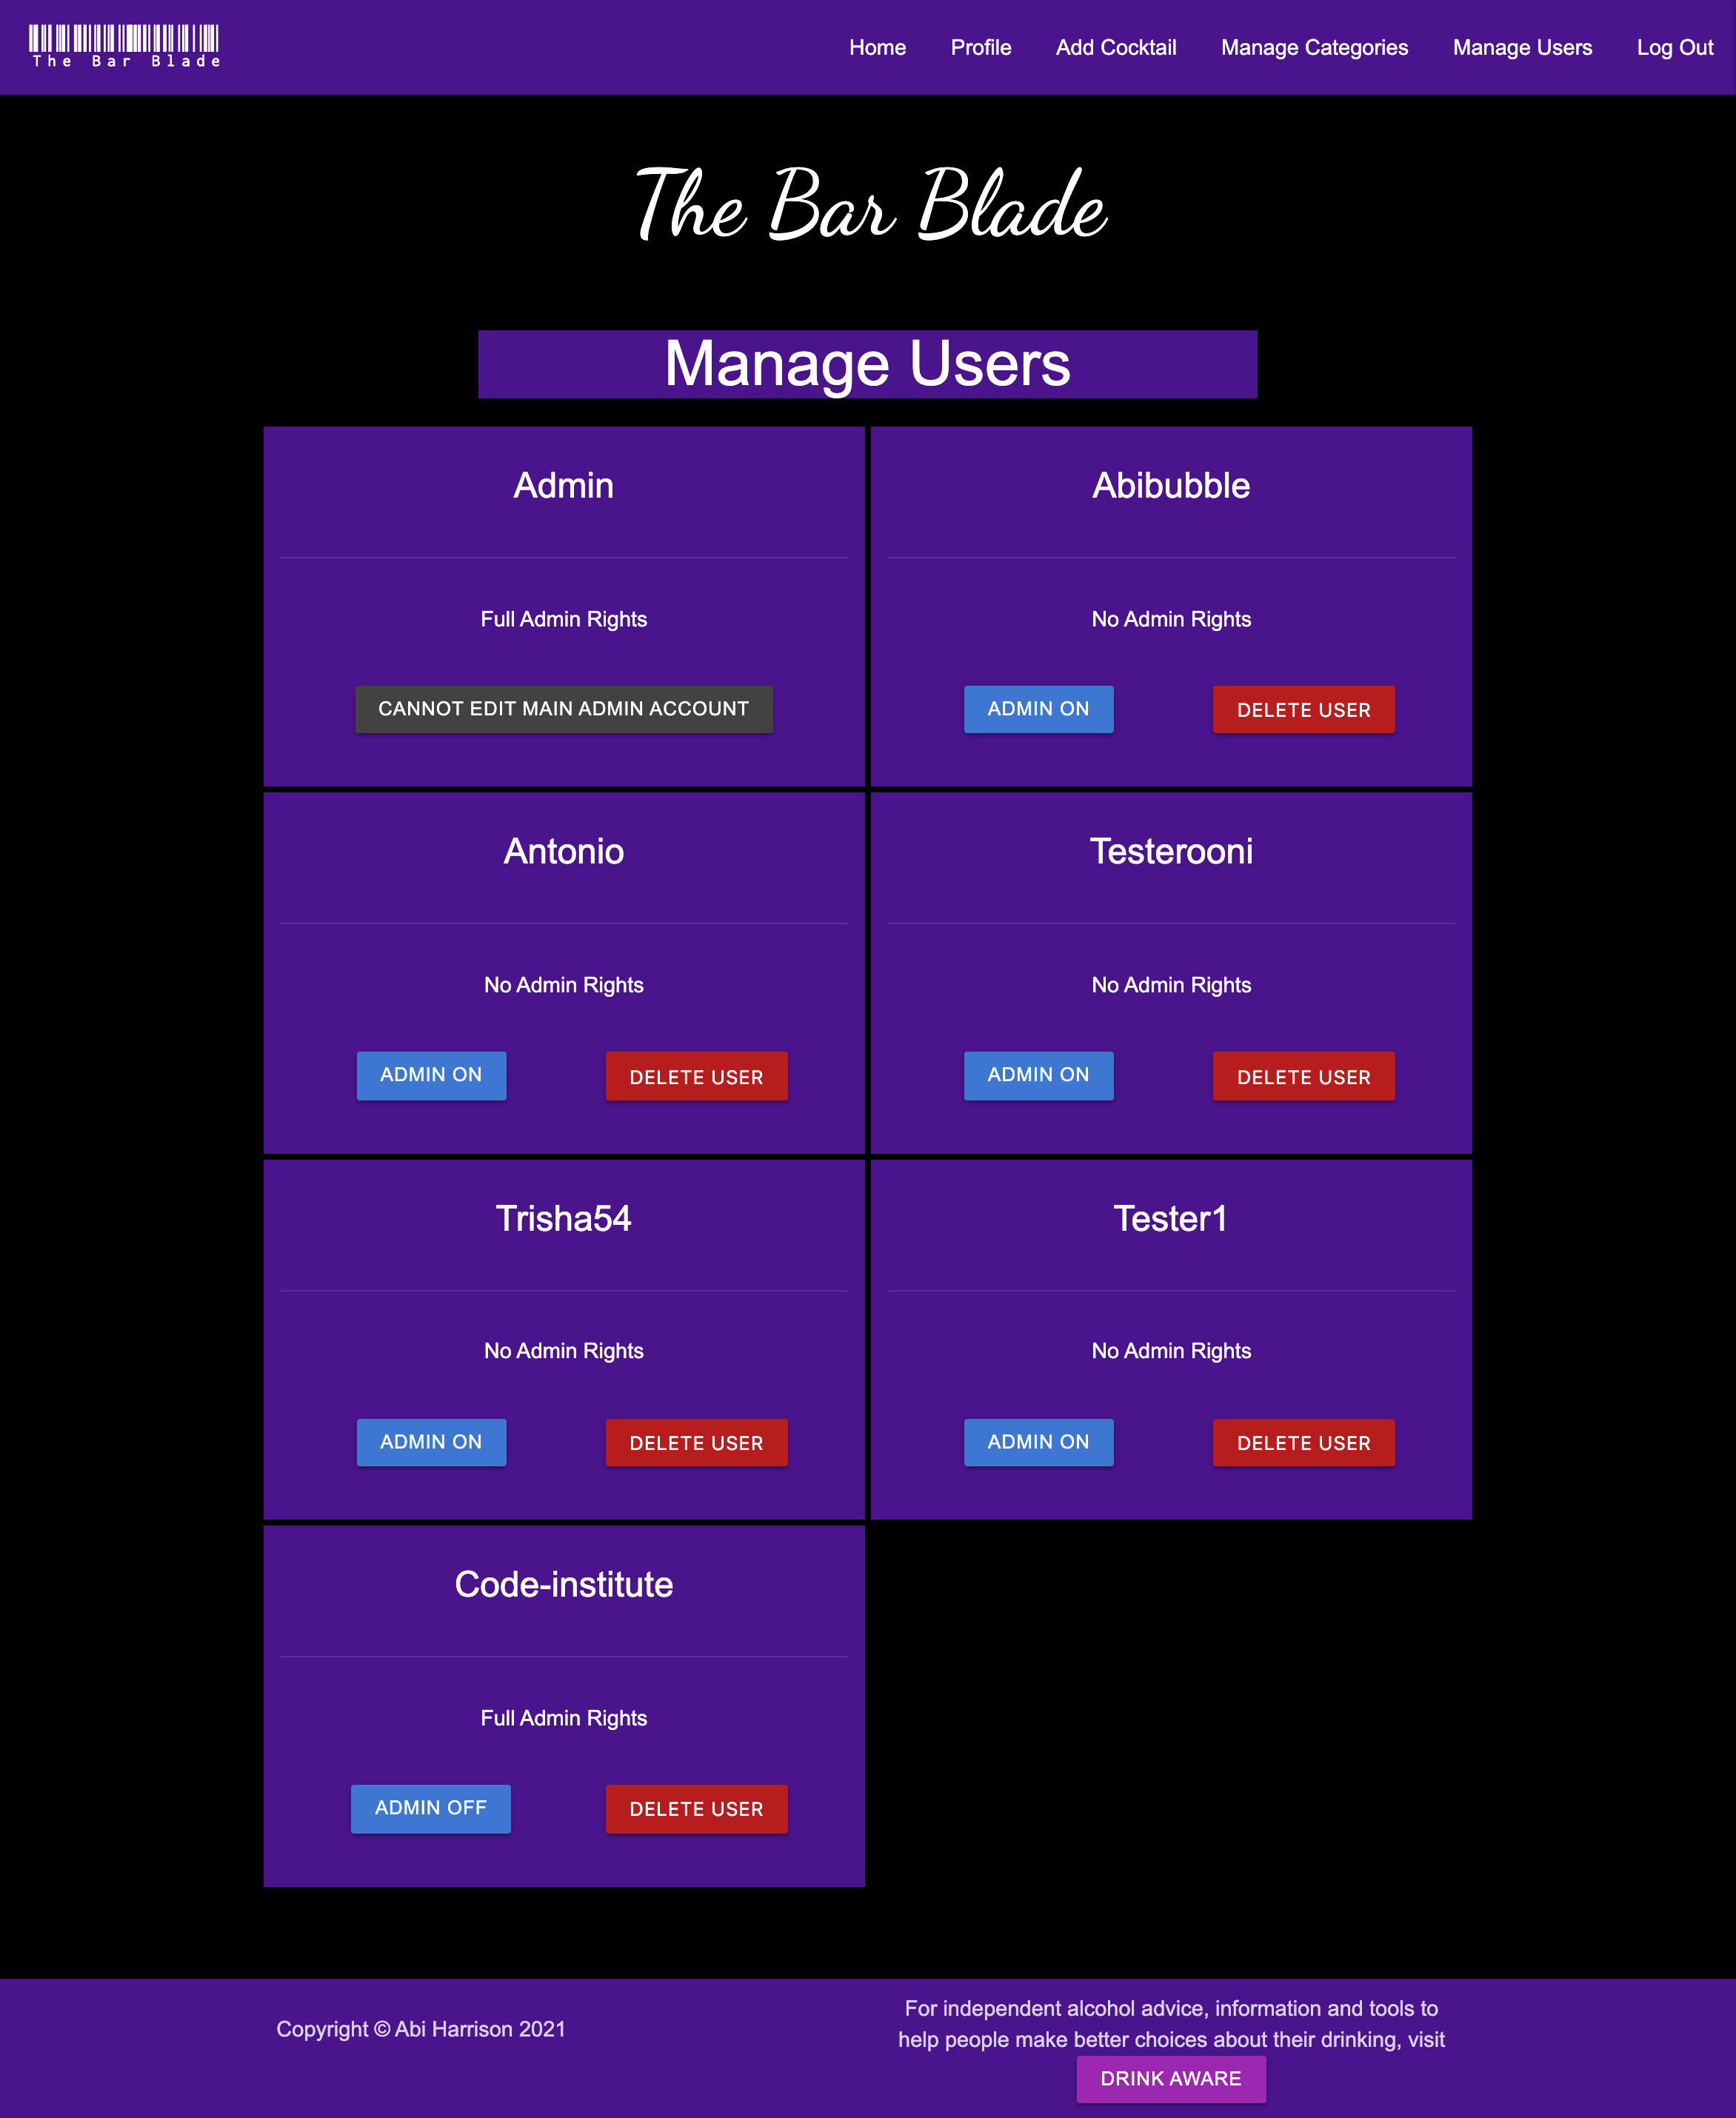 The Bar Blade
Home Profile Add Cocktail Manage Categories Manage Users Log Out
The Bar Blade
Manage Users
Admin
Full Admin Rights
CANNOT EDIT MAIN ADMIN ACCOUNT
Abibubble
No Admin Rights
ADMIN ON DELETE USER
Antonio
No Admin Rights
ADMIN ON DELETE USER
Testerooni
No Admin Rights
ADMIN ON DELETE USER
Trisha54
No Admin Rights
ADMIN ON DELETE USER
Tester1
No Admin Rights
ADMIN ON DELETE USER
Code-institute
Full Admin Rights
ADMIN OFF DELETE USER
Copyright © Abi Harrison 2021
For independent alcohol advice, information and tools to
help people make better choices about their drinking, visit
DRINK AWARE